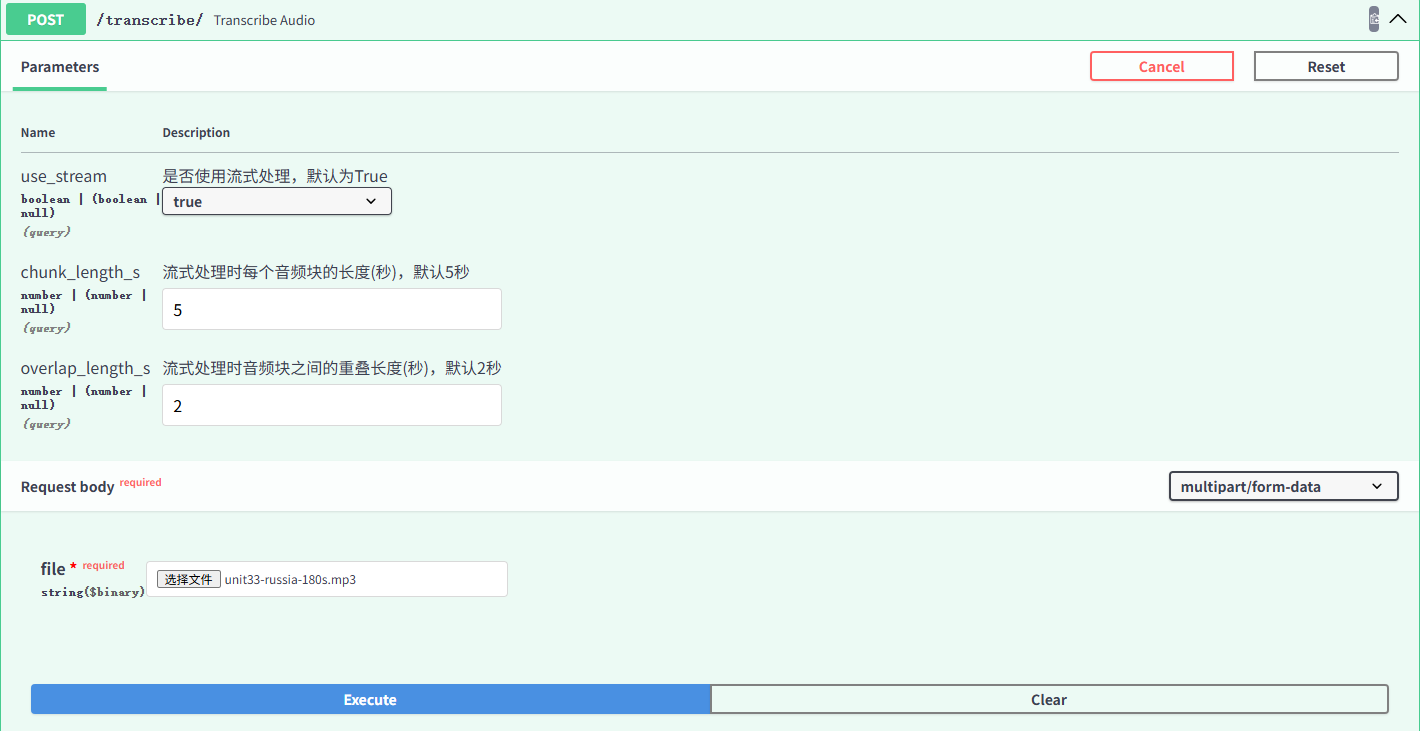 POST /transcribe/ Transcribe Audio
Parameters Cancel Reset
Name Description
use_stream 是否使用流式处理，默认为True
boolean | (boolean | null) true
(query)
chunk_length_s 流式处理时每个音频块的长度(秒)，默认5秒
number | (number | null) 5
(query)
overlap_length_s 流式处理时音频块之间的重叠长度(秒)，默认2秒
number | (number | null) 2
(query)
Request body required multipart/form-data
file * required
string($binary) 选择文件 unit33-russia-180s.mp3
Execute Clear